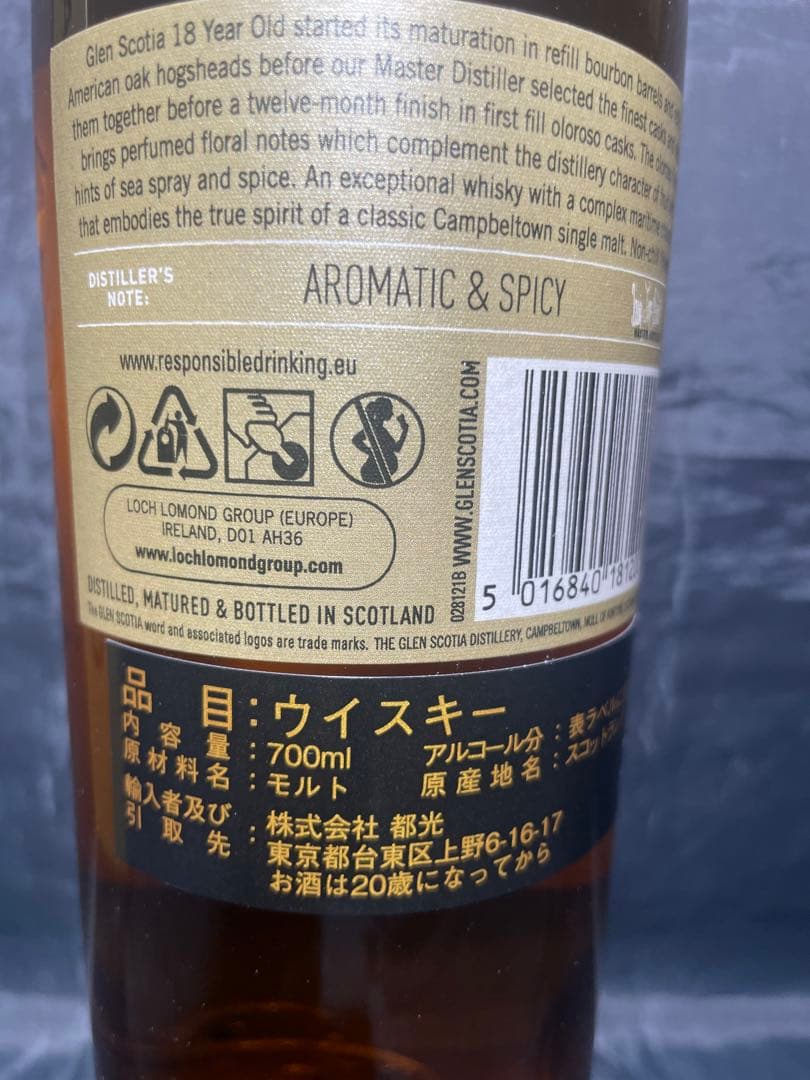 Glen Scotia 18 Year Old started its maturation in refill bourbon barrels and
American oak hogsheads before our Master Distiller selected the finest casks and
them together before a twelve-month finish in first fill oloroso casks. The
brings perfumed floral notes which complement the distillery character of
hints of sea spray and spice. An exceptional whisky with a complex maritime
that embodies the true spirit of a classic Campbeltown single malt.
DISTILLER'S
NOTE:
AROMATIC & SPICY
www.responsibledrinking.eu
LOCH LOMOND GROUP (EUROPE)
IRELAND, D01 AH36
www.lochlomondgroup.com
028121B WWW.GLENSCOTIA.COM
5 016840 1812
DISTILLED, MATURED & BOTTLED IN SCOTLAND
The GLEN SCOTIA word and associated logos are trade marks. THE GLEN SCOTIA DISTILLERY, CAMPBELTOWN, MULL OF
品目:ウイスキー
内容量:700ml アルコール分:表ラベル
原材料名:モルト 原産地名:スコットラン
輸入者及び
引取先:株式会社 都光
東京都台東区上野6-16-17
お酒は20歳になってから